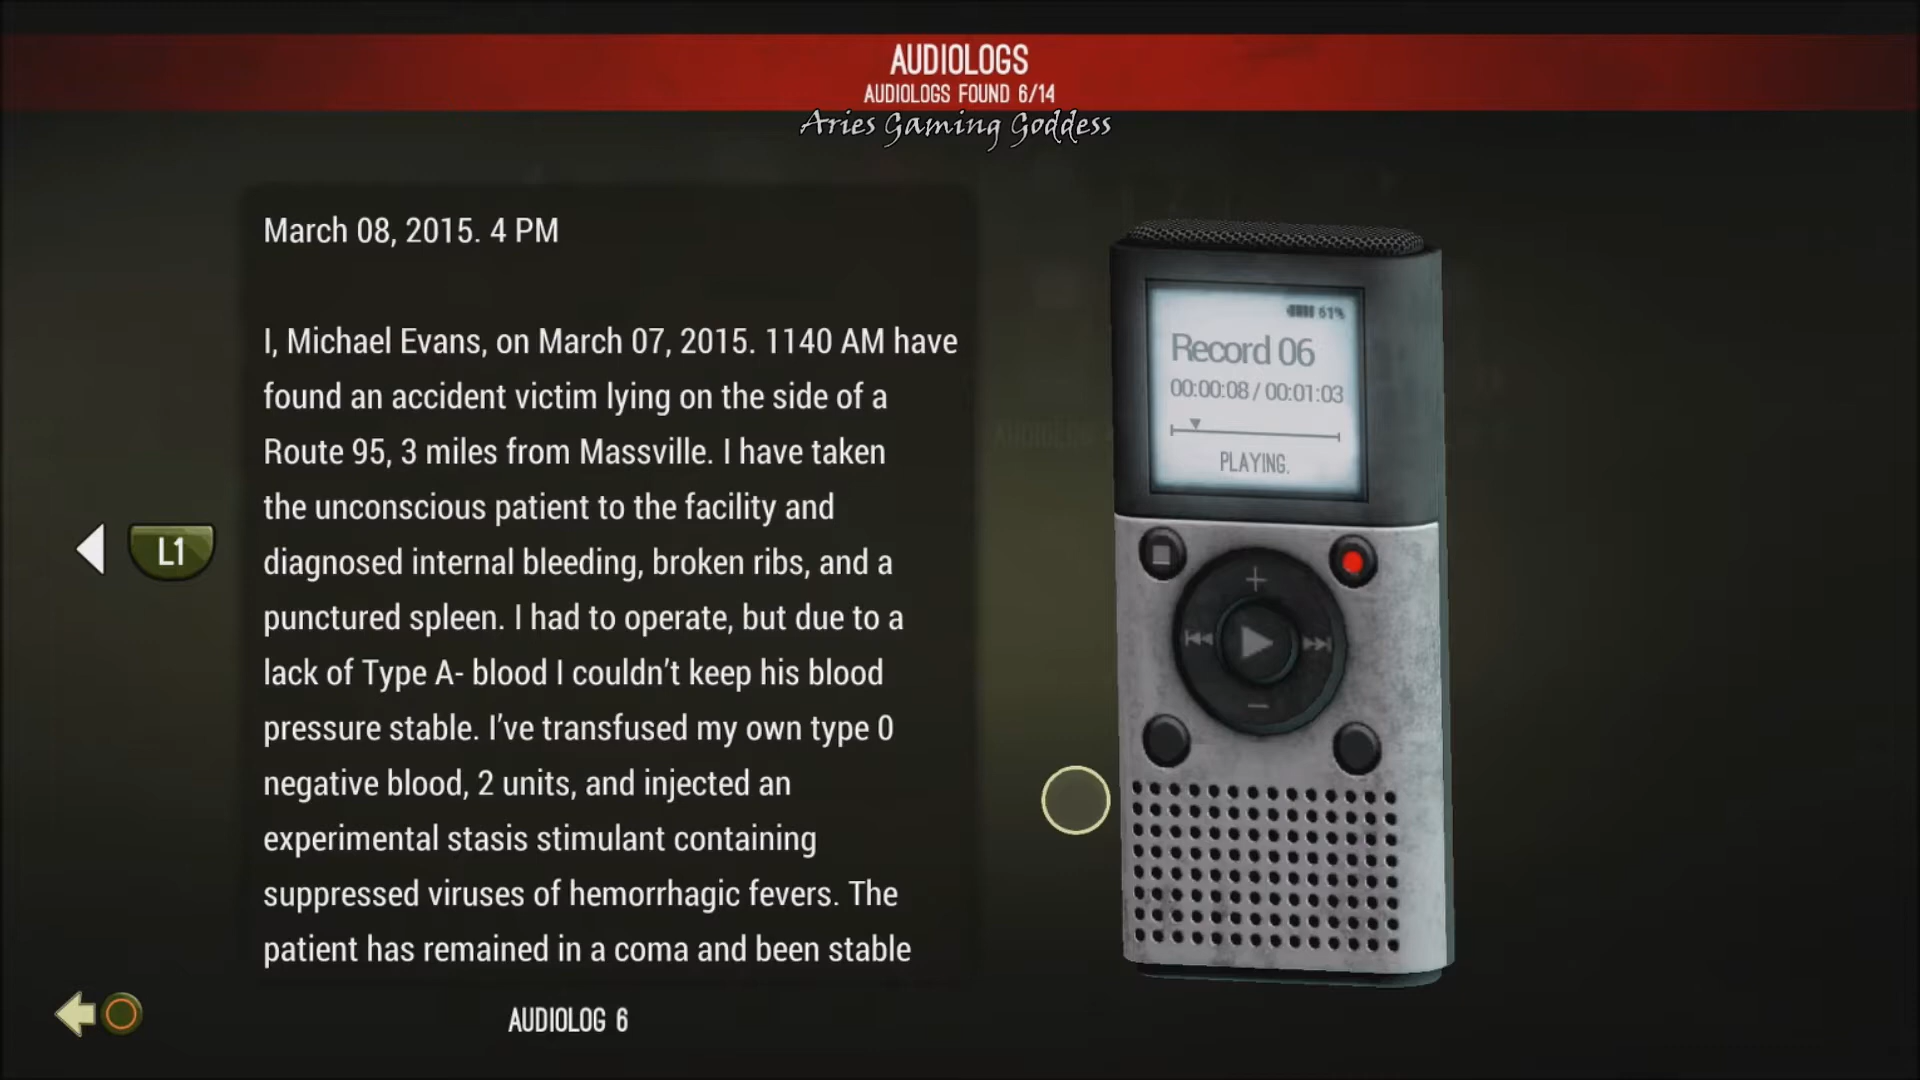 AUDIOLOGS
AUDIOLOGS FOUND 6/14
Aries Gaming Goddess
March 08, 2015. 4 PM
I, Michael Evans, on March 07, 2015. 1140 AM have
found an accident victim lying on the side of a
Route 95, 3 miles from Massville. I have taken
the unconscious patient to the facility and
diagnosed internal bleeding, broken ribs, and a
punctured spleen. I had to operate, but due to a
lack of Type A- blood I couldn't keep his blood
pressure stable. I've transfused my own type 0
negative blood, 2 units, and injected an
experimental stasis stimulant containing
suppressed viruses of hemorrhagic fevers. The
patient has remained in a coma and been stable
L1
AUDIOLOG 6
61%
Record 06
00:00:08 / 00:01:03
PLAYING.